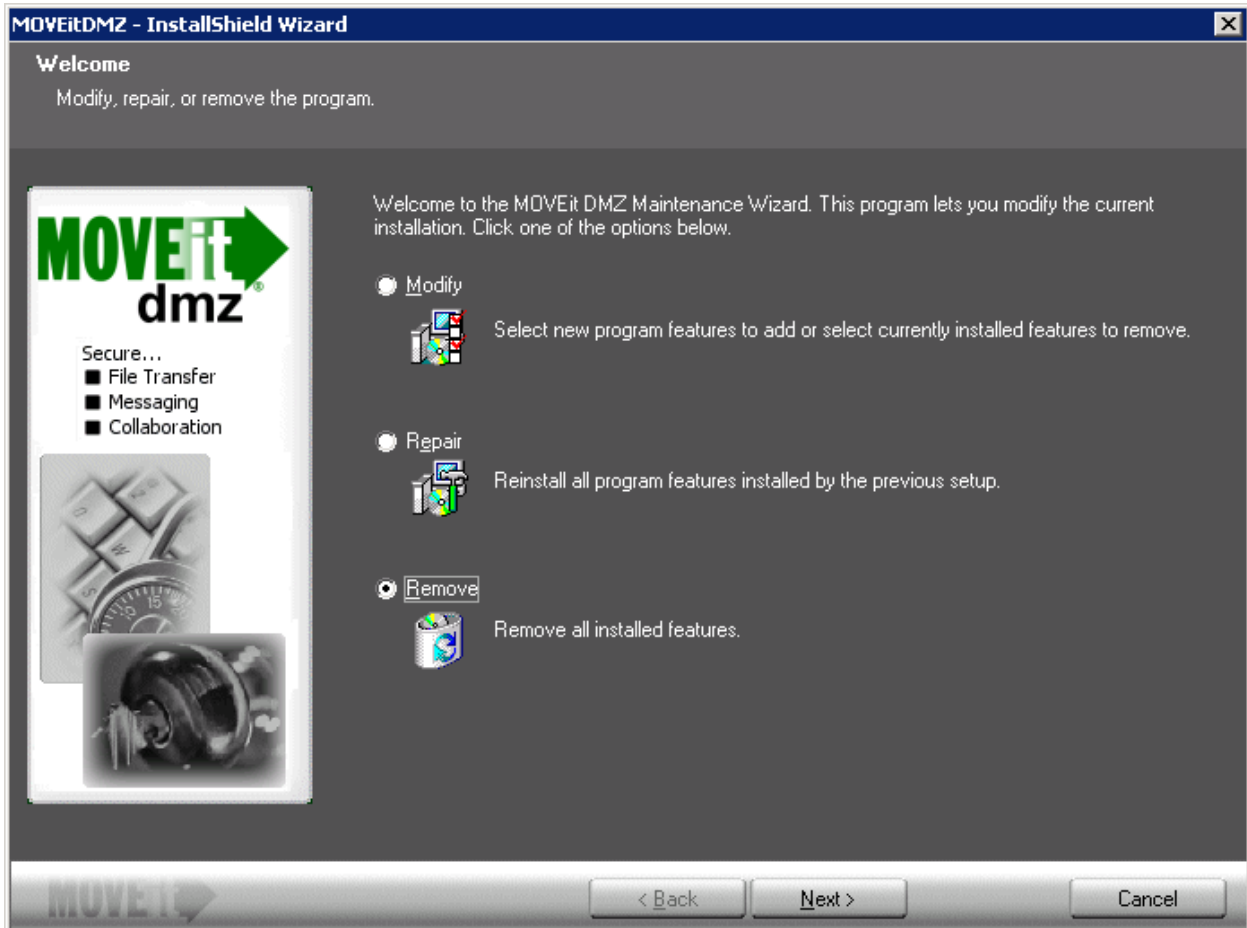 MOVEitDMZ - InstallShield Wizard
Welcome
Modify, repair, or remove the program.
MOVEit
dmz®
Secure...
File Transfer
Messaging
Collaboration
Welcome to the MOVEit DMZ Maintenance Wizard. This program lets you modify the current
installation. Click one of the options below.
Modify
Select new program features to add or select currently installed features to remove.
Repair
Reinstall all program features installed by the previous setup.
Remove
Remove all installed features.
MOVEit
< Back
Next >
Cancel